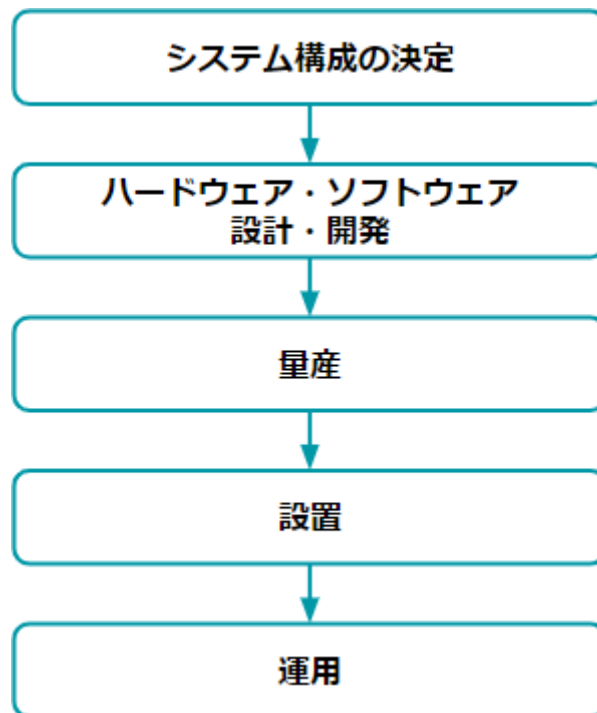 システム構成の決定
ハードウェア・ソフトウェア
設計・開発
量産
設置
運用